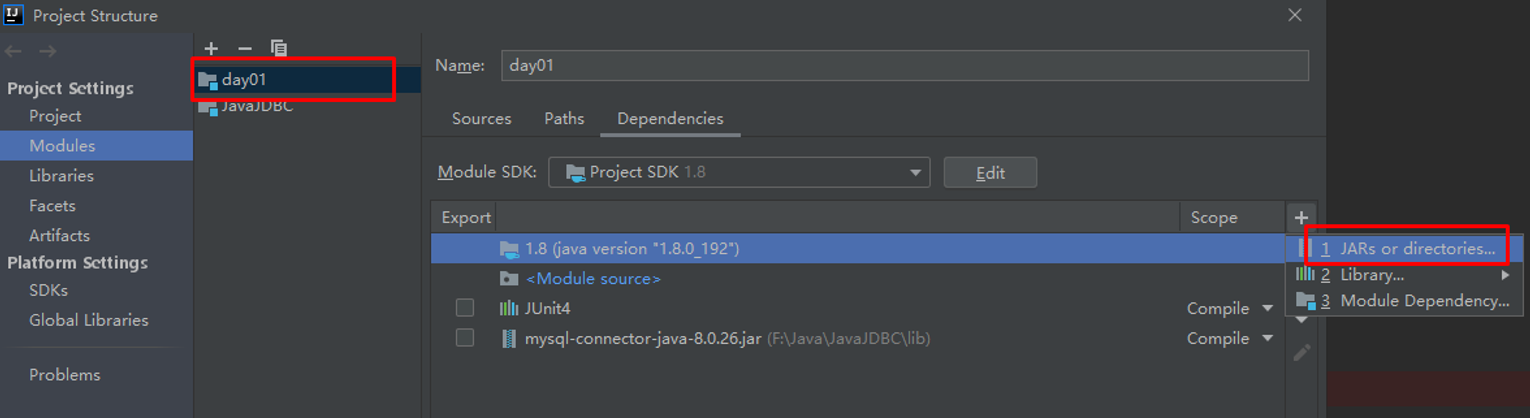 Project Structure
Project Settings
Project
Modules
Libraries
Facets
Artifacts
Platform Settings
SDKs
Global Libraries
Problems
day01
JavaJDBC
Name: day01
Sources Paths Dependencies
Module SDK: Project SDK 1.8 Edit
Export Scope
1.8 (java version "1.8.0_192")
<Module source>
JUnit4 Compile
mysql-connector-java-8.0.26.jar (F:\Java\JavaJDBC\lib) Compile
1 JARs or directories...
2 Library...
3 Module Dependency...